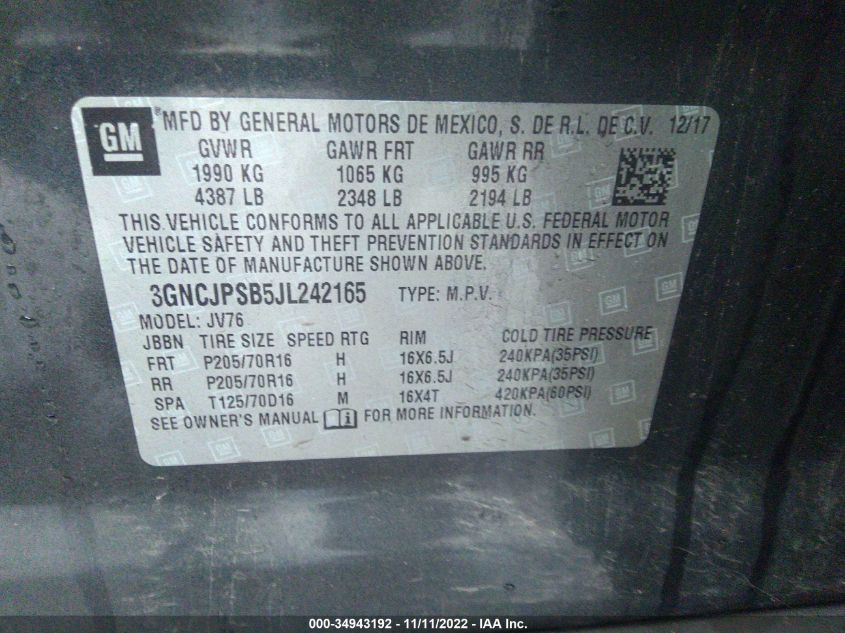 GM ® MFD BY GENERAL MOTORS DE MEXICO, S. DE R.L. DE C.V. 12/17
GVWR GAWR FRT GAWR RR
1990 KG 1065 KG 995 KG
4387 LB 2348 LB 2194 LB
THIS VEHICLE CONFORMS TO ALL APPLICABLE U.S. FEDERAL MOTOR
VEHICLE SAFETY AND THEFT PREVENTION STANDARDS IN EFFECT ON
THE DATE OF MANUFACTURE SHOWN ABOVE.
3GNCJPSB5JL242165 TYPE: M.P.V.
MODEL: JV76
JBBN TIRE SIZE SPEED RTG RIM COLD TIRE PRESSURE
FRT P205/70R16 H 16X6.5J 240KPA(35PSI)
RR P205/70R16 H 16X6.5J 240KPA(35PSI)
SPA T125/70D16 M 16X4T 420KPA(60PSI)
SEE OWNER'S MANUAL FOR MORE INFORMATION.
000-34943192 - 11/11/2022 - IAA Inc.